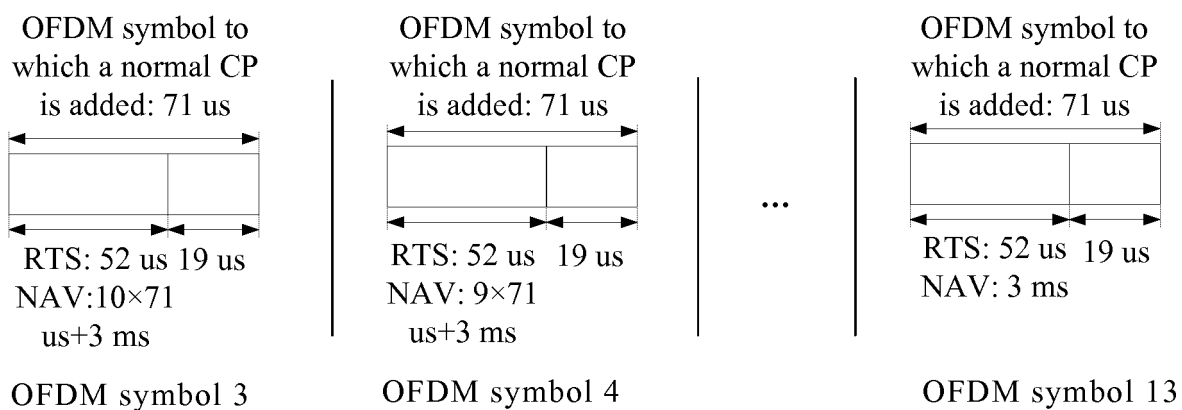 OFDM symbol to
which a normal CP
is added: 71 us
RTS: 52 us 19 us
NAV:10×71
us+3 ms
OFDM symbol 3
OFDM symbol to
which a normal CP
is added: 71 us
RTS: 52 us 19 us
NAV: 9×71
us+3 ms
OFDM symbol 4
...
OFDM symbol to
which a normal CP
is added: 71 us
RTS: 52 us 19 us
NAV: 3 ms
OFDM symbol 13